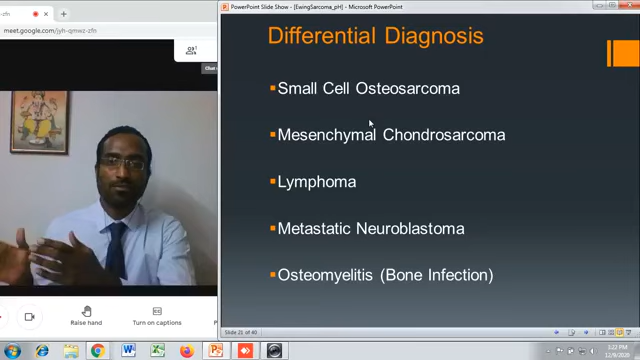 PowerPoint Slide Show - [EwingSarcoma_pH] - Microsoft PowerPoint
-zfn
meet.google.com/jyh-qmwz-zfn
Differential Diagnosis
Small Cell Osteosarcoma
Mesenchymal Chondrosarcoma
Lymphoma
Metastatic Neuroblastoma
Osteomyelitis (Bone Infection)
Raise hand
Turn on captions
Slide 21 of 40
3:22 PM
12/9/2020